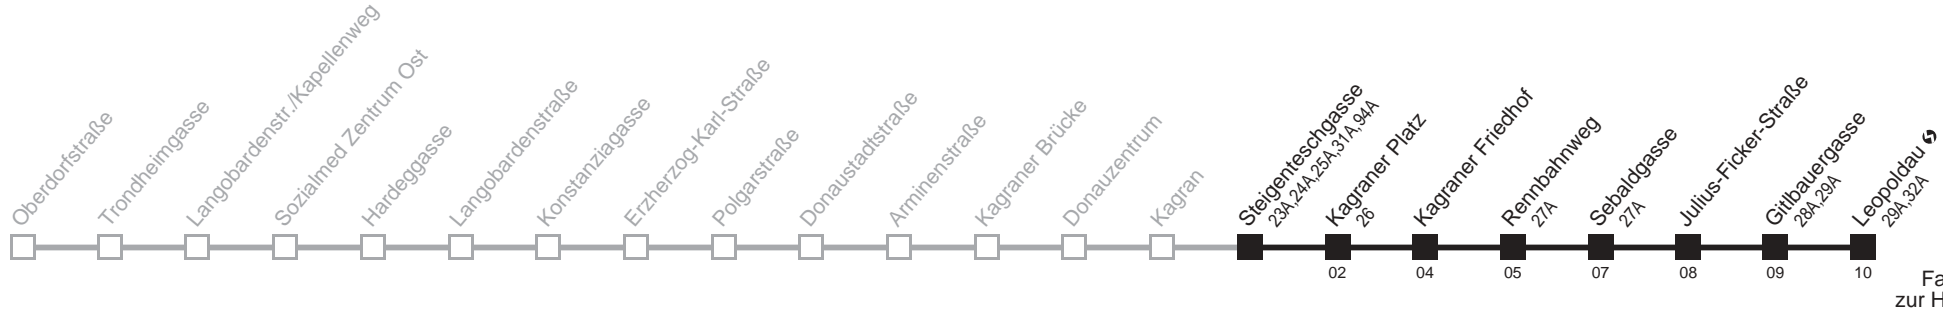 Oberdorfstraße
Trondheimgasse
Langobardenstr./Kapellenweg
Sozialmed Zentrum Ost
Hardeggasse
Langobardenstraße
Konstanziagasse
Erzherzog-Karl-Straße
Polgarstraße
Donaustadtstraße
Arminenstraße
Kagraner Brücke
Donauzentrum
Kagran
Steigenteschgasse
23A,24A,25A,31A,94A
Kagraner Platz
26
Kagraner Friedhof
Rennbahnweg
27A
Sebaldgasse
27A
Julius-Ficker-Straße
Gitlbauergasse
28A,29A
Leopoldau
29A,32A
02 04 05 07 08 09 10
Fa
zur H